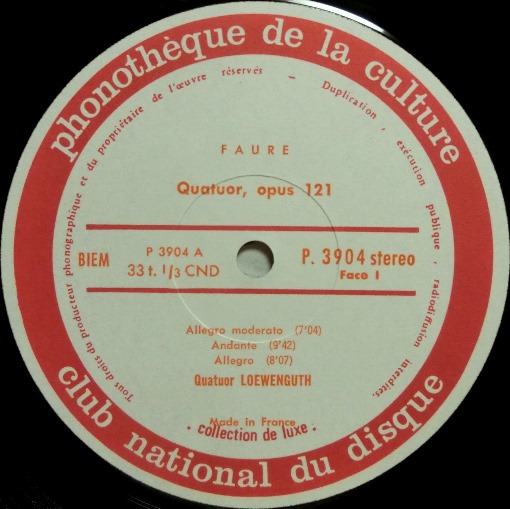 phonothèque de la culture
Tous droits du producteur phonographique et du propriétaire de l'œuvre réservés – Duplication, exécution publique, radiodiffusion interdites.
FAURE
Quatuor, opus 121
BIEM
P 3904 A
33 t. 1/3 CND
P. 3904 stereo
Face I
Allegro moderato (7'04)
Andante (9'42)
Allegro (8'07)
Quatuor LOEWENGUTH
Made in France
• collection de luxe •
club national du disque